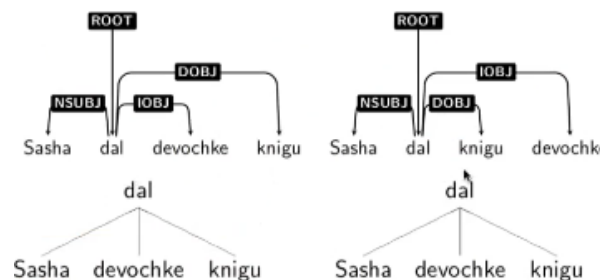 ROOT ROOT
DOBJ IOBJ
NSUBJ IOBJ NSUBJ DOBJ
Sasha dal devochke knigu Sasha dal knigu devochke
dal dal
Sasha devochke knigu Sasha devochke knigu